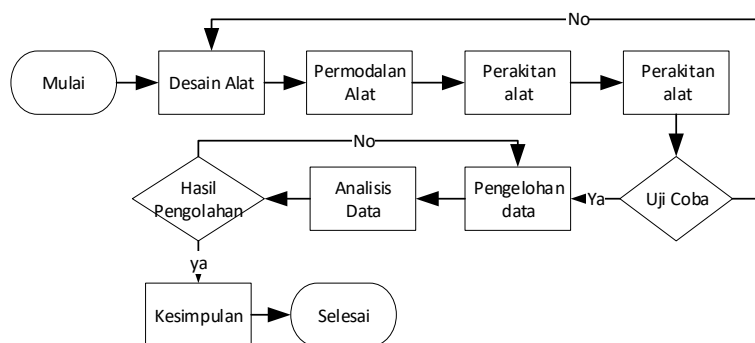 No
Mulai
Desain Alat
Permodalan
Alat
Perakitan
alat
Perakitan
alat
No
Hasil
Pengolahan
Analisis
Data
Pengelohan
data
Ya
Uji Coba
ya
Kesimpulan
Selesai